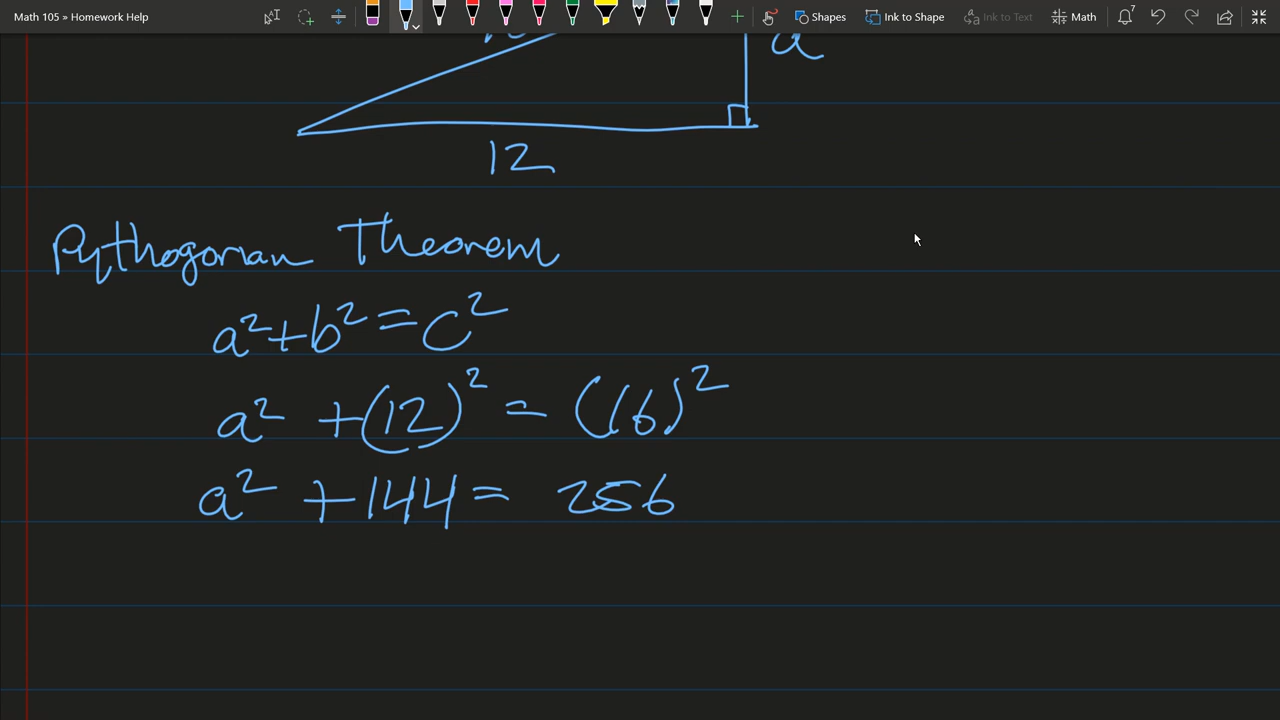 Math 105 » Homework Help
Shapes
Ink to Shape
Ink to Text
Math
7
a
12
Pythogorian Theorem
a²+b²=c²
a² +(12)² = (16)²
a² +144= 256